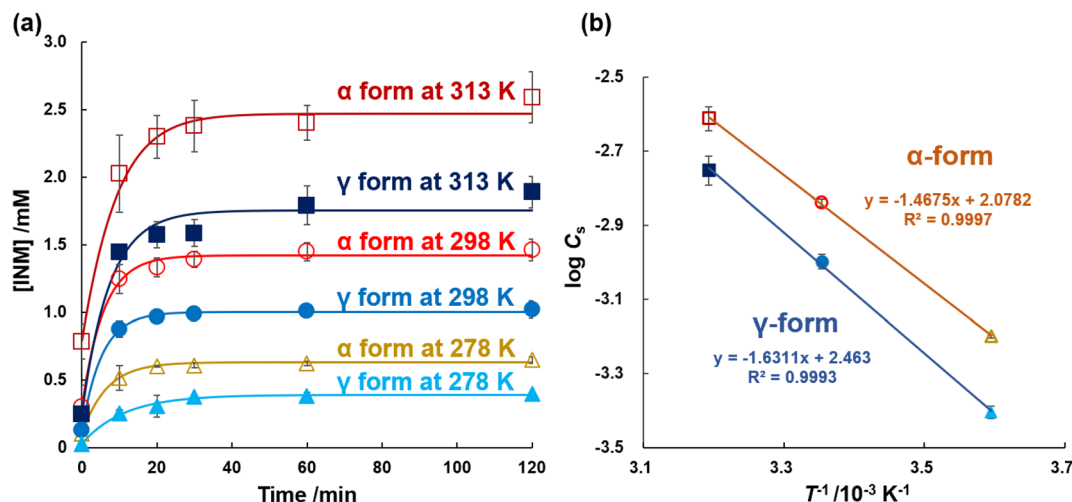 (a)
3.0
2.5
2.0
1.5
1.0
0.5
0
[INM] /mM
α form at 313 K
γ form at 313 K
α form at 298 K
γ form at 298 K
α form at 278 K
γ form at 278 K
0 20 40 60 80 100 120
Time /min
(b)
-2.5
-2.7
-2.9
-3.1
-3.3
-3.5
log Cs
α-form
y = -1.4675x + 2.0782
R² = 0.9997
γ-form
y = -1.6311x + 2.463
R² = 0.9993
3.1 3.3 3.5 3.7
T⁻¹ /10⁻³ K⁻¹